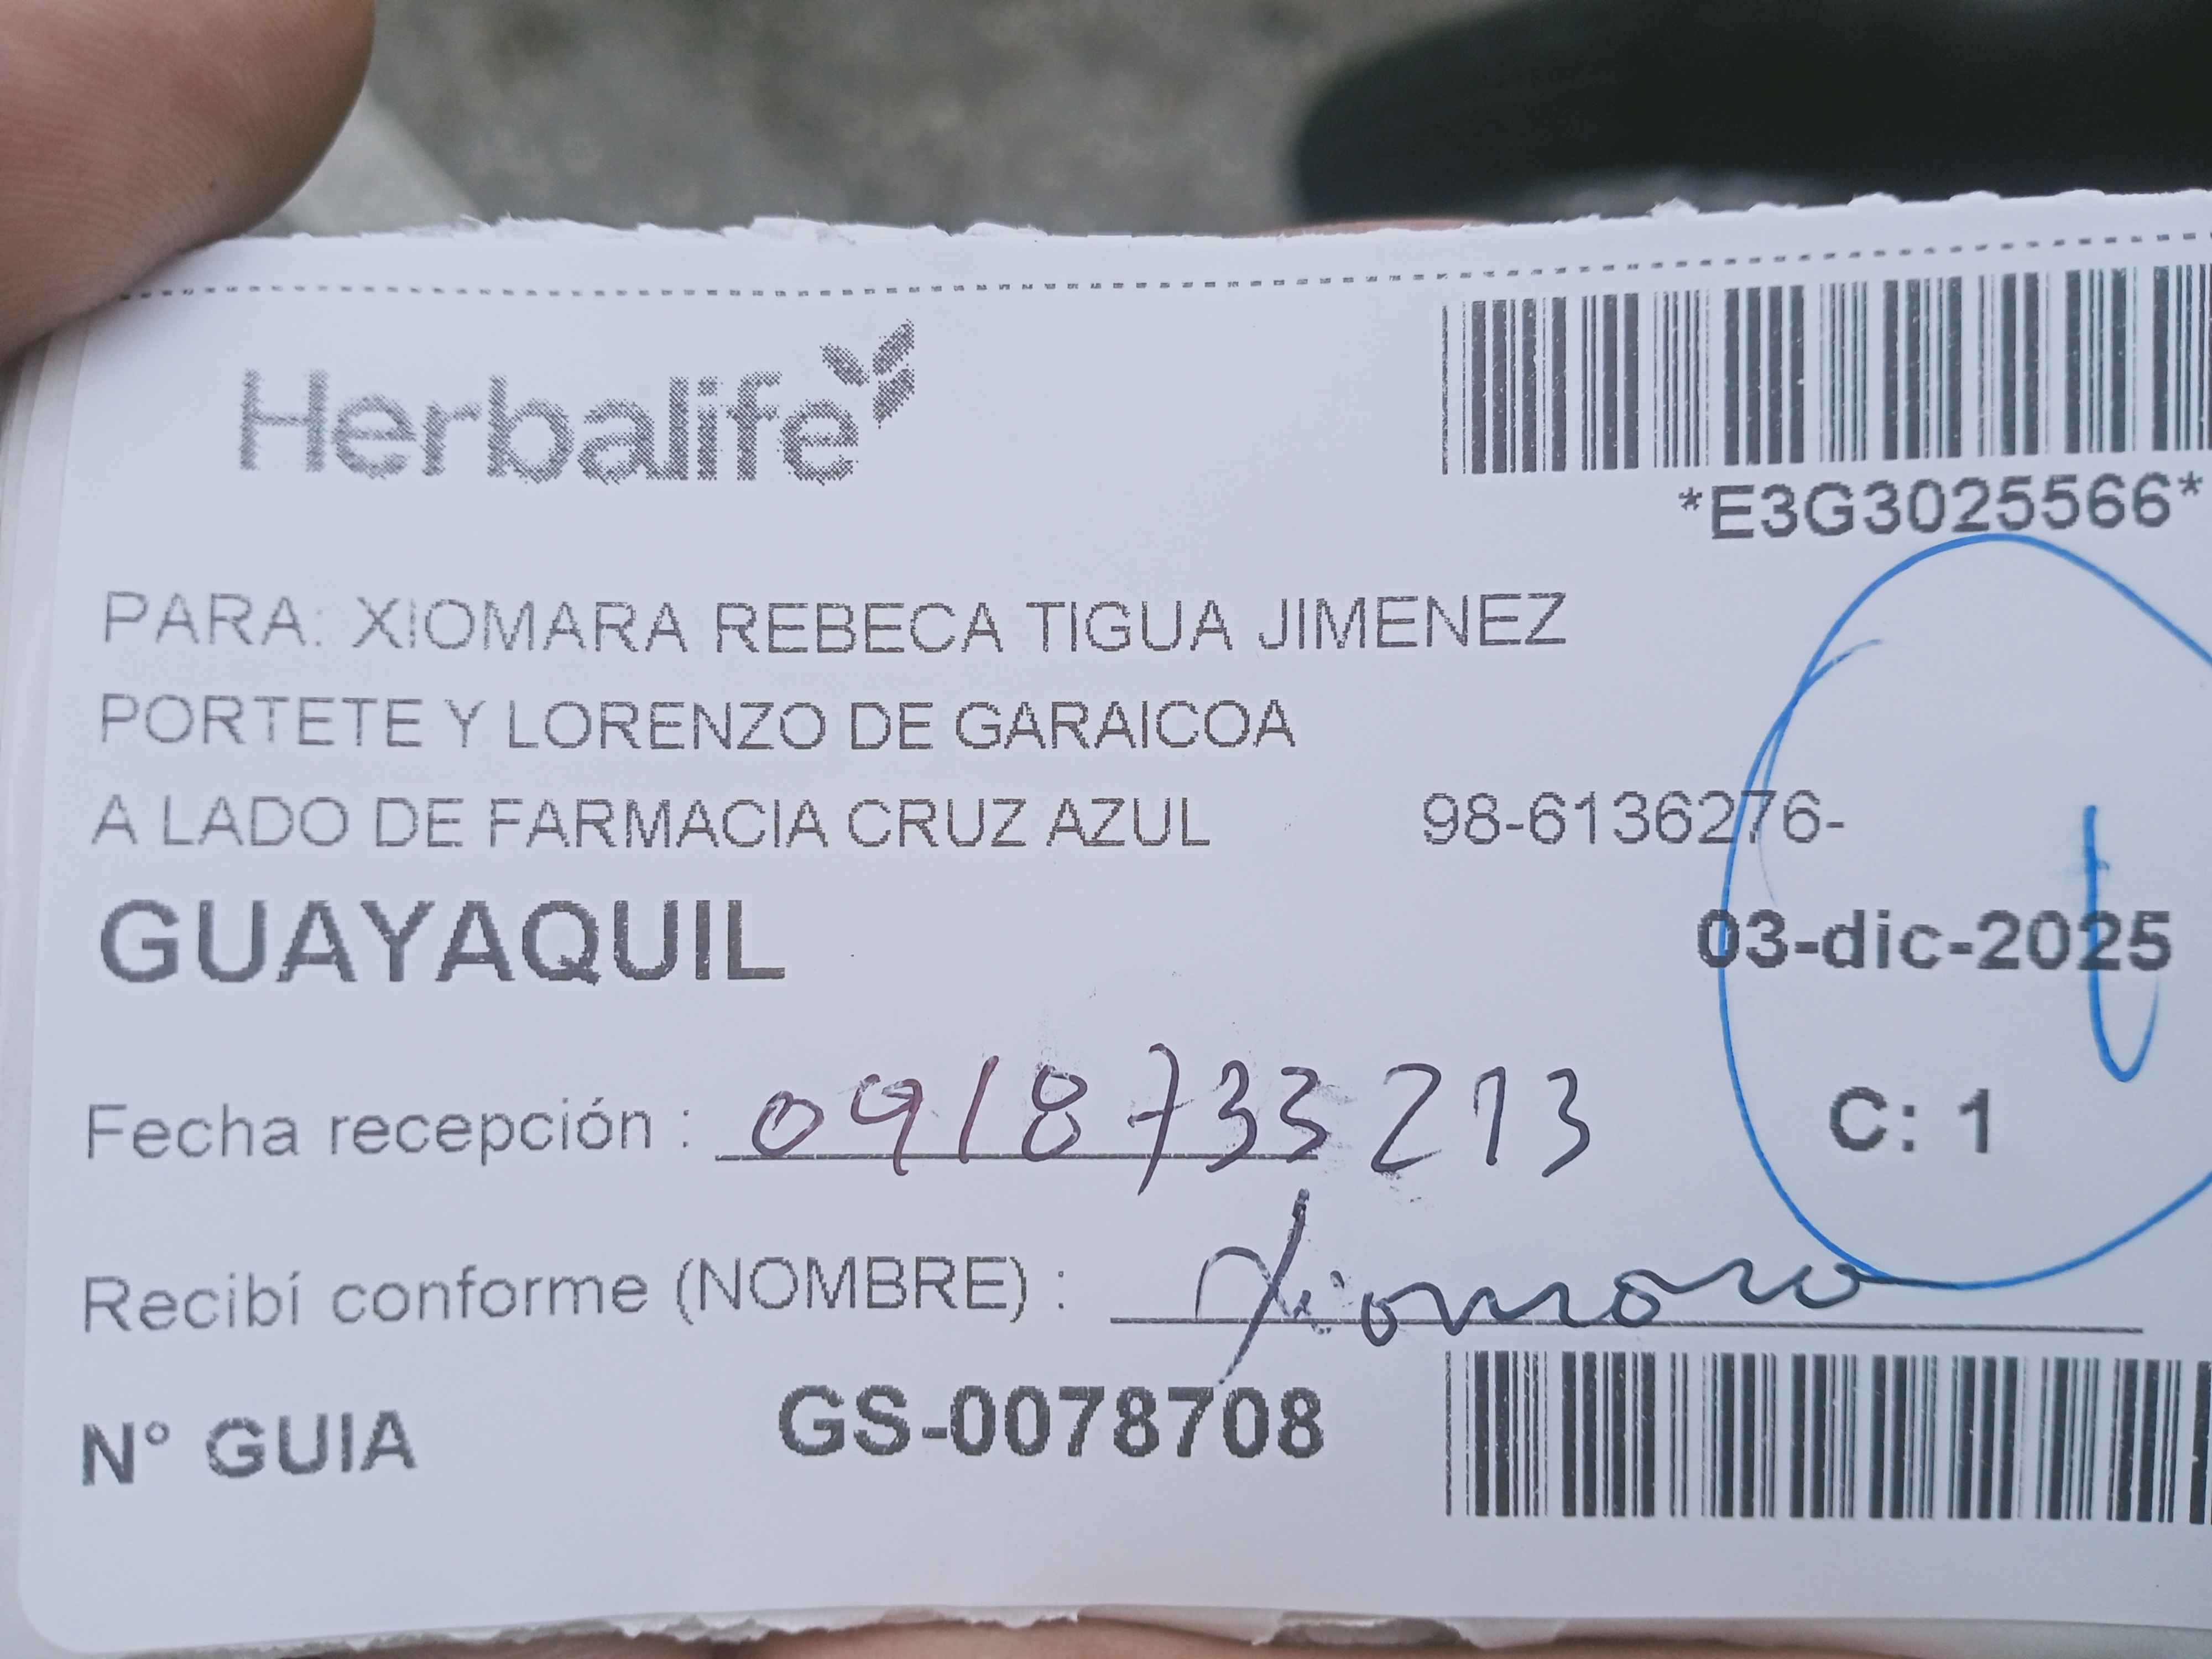 Herbalife
*E3G3025566*
PARA: XIOMARA REBECA TIGUA JIMENEZ
PORTETE Y LORENZO DE GARAICOA
A LADO DE FARMACIA CRUZ AZUL 98-6136276-
GUAYAQUIL 03-dic-2025
Fecha recepción : 0918733213 C: 1
Recibí conforme (NOMBRE) : Xiomara
N° GUIA GS-0078708